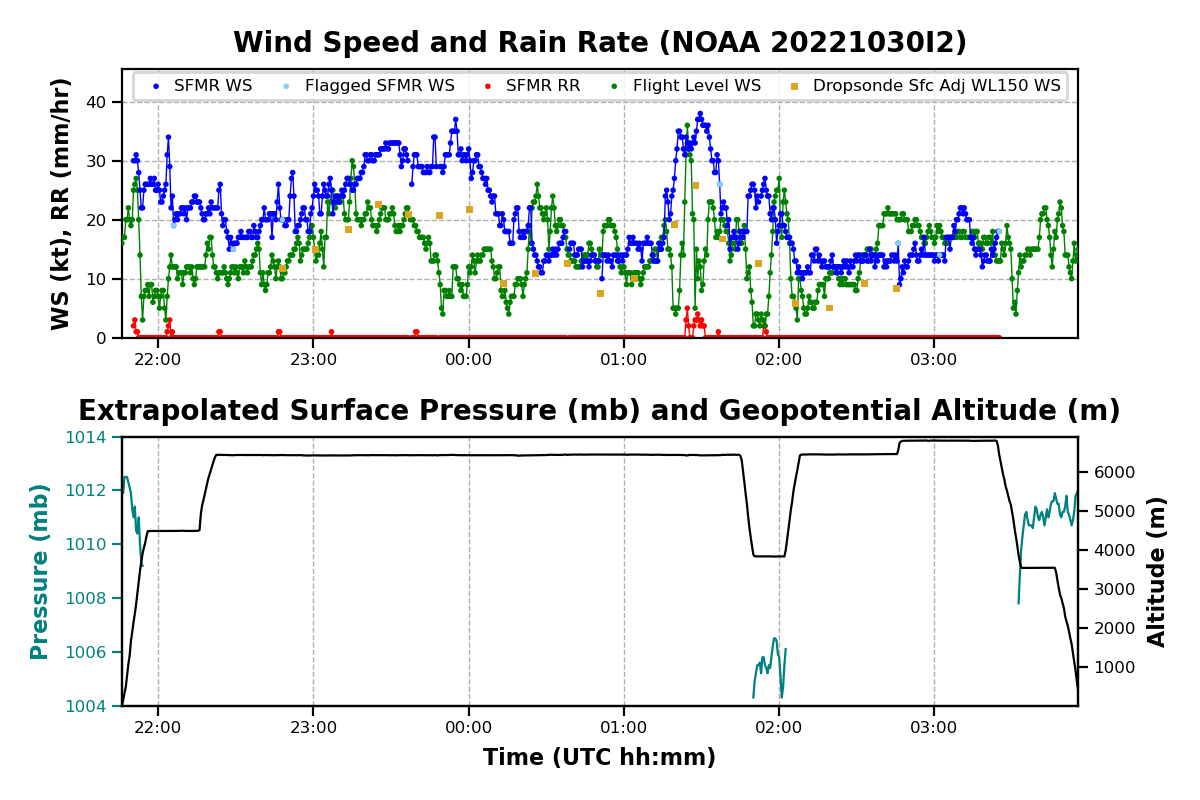 Wind Speed and Rain Rate (NOAA 20221030I2)
SFMR WS Flagged SFMR WS SFMR RR Flight Level WS Dropsonde Sfc Adj WL150 WS
WS (kt), RR (mm/hr)
40
30
20
10
0
22:00 23:00 00:00 01:00 02:00 03:00
Extrapolated Surface Pressure (mb) and Geopotential Altitude (m)
Pressure (mb)
1014
1012
1010
1008
1006
1004
6000
5000
4000
3000
2000
1000
Altitude (m)
22:00 23:00 00:00 01:00 02:00 03:00
Time (UTC hh:mm)